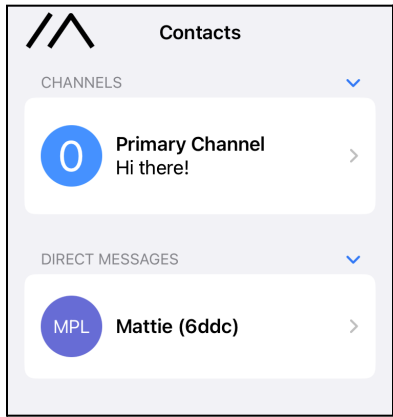 Contacts
CHANNELS
0
Primary Channel
Hi there!
DIRECT MESSAGES
MPL
Mattie (6ddc)